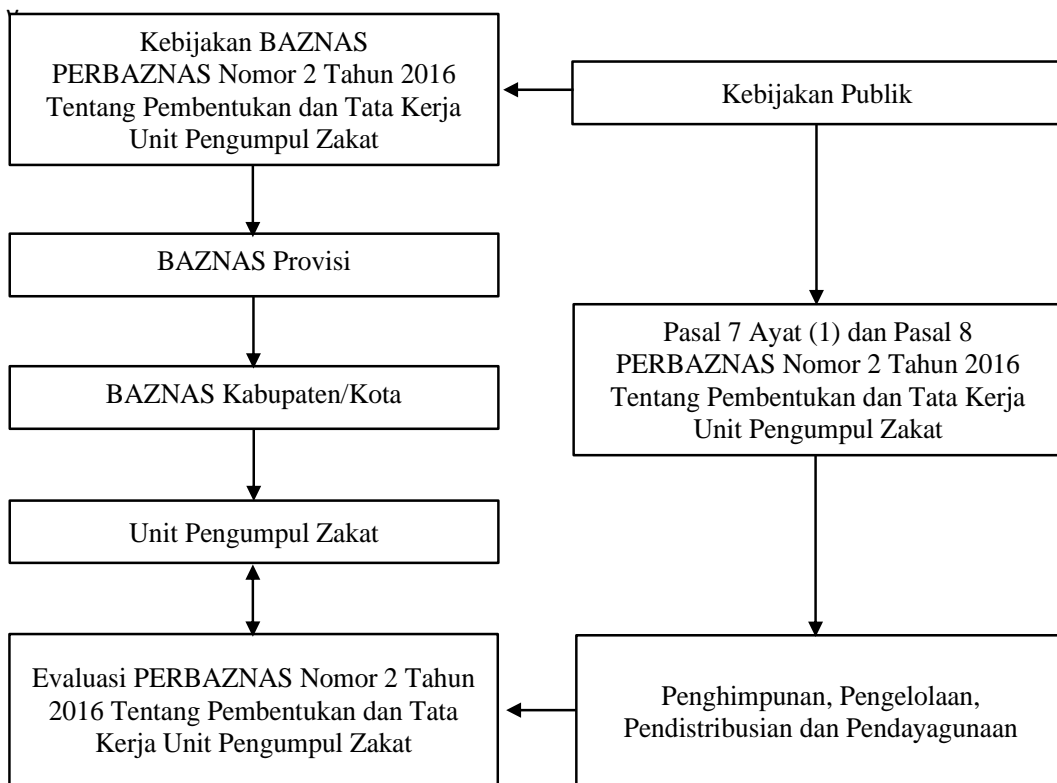 Kebijakan BAZNAS
PERBAZNAS Nomor 2 Tahun 2016
Tentang Pembentukan dan Tata Kerja
Unit Pengumpul Zakat
Kebijakan Publik
BAZNAS Provisi
Pasal 7 Ayat (1) dan Pasal 8
PERBAZNAS Nomor 2 Tahun 2016
Tentang Pembentukan dan Tata Kerja
Unit Pengumpul Zakat
BAZNAS Kabupaten/Kota
Unit Pengumpul Zakat
Evaluasi PERBAZNAS Nomor 2 Tahun
2016 Tentang Pembentukan dan Tata
Kerja Unit Pengumpul Zakat
Penghimpunan, Pengelolaan,
Pendistribusian dan Pendayagunaan